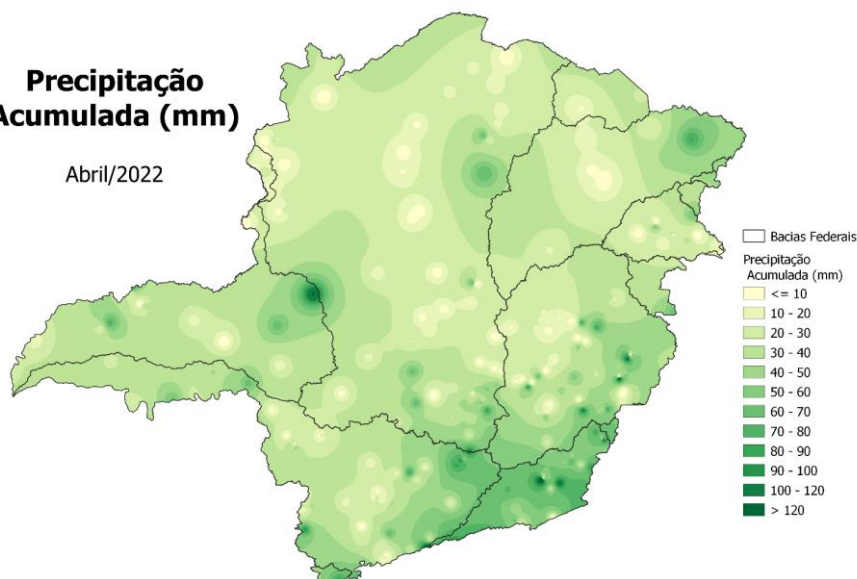 Precipitação
Acumulada (mm)
Abril/2022
Bacias Federais
Precipitação
Acumulada (mm)
<= 10
10 - 20
20 - 30
30 - 40
40 - 50
50 - 60
60 - 70
70 - 80
80 - 90
90 - 100
100 - 120
> 120